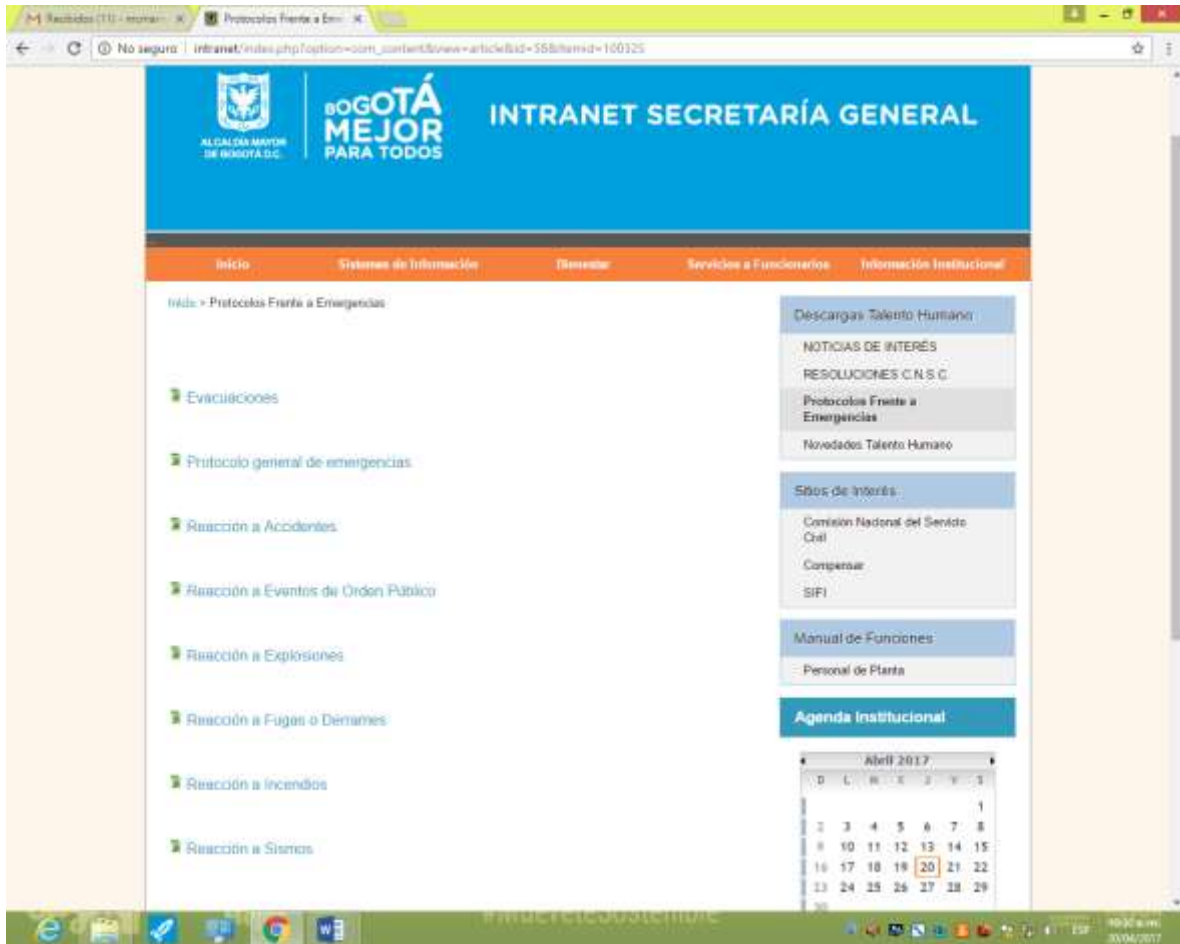 Protocolos Frente a Em
No seguro
ALCALDÍA MAYOR
DE BOGOTÁ D.C.
BOGOTÁ
MEJOR
PARA TODOS
INTRANET SECRETARÍA GENERAL
Inicio Sistemas de Información Bienestar Servicios a Funcionarios Información Institucional
Inicio > Protocolos Frente a Emergencias
Evacuaciones
Protocolo general de emergencias
Reacción a Accidentes
Reacción a Eventos de Orden Público
Reacción a Explosiones
Reacción a Fugas o Derrames
Reacción a Incendios
Reacción a Sismos
Descargas Talento Humano
NOTICIAS DE INTERÉS
RESOLUCIONES C.N.S.C
Protocolos Frente a
Emergencias
Novedades Talento Humano
Sitios de Interés
Comisión Nacional del Servicio
Civil
Compensar
SIFI
Manual de Funciones
Personal de Planta
Agenda Institucional
Abril 2017
D L M X J V S
1
2 3 4 5 6 7 8
9 10 11 12 13 14 15
16 17 18 19 20 21 22
23 24 25 26 27 28 29
30
ESP
20/04/2017